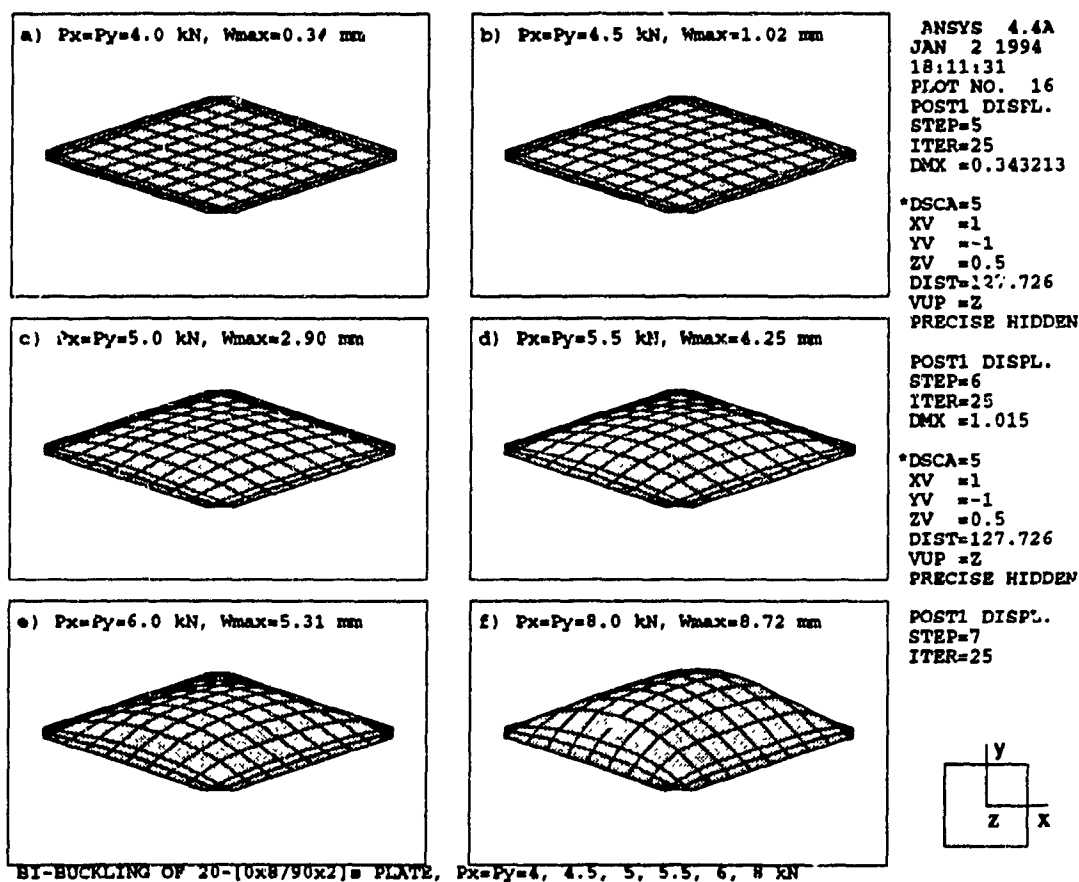 a) Px=Py=4.0 kN, Wmax=0.34 mm
b) Px=Py=4.5 kN, Wmax=1.02 mm
c) Px=Py=5.0 kN, Wmax=2.90 mm
d) Px=Py=5.5 kN, Wmax=4.25 mm
e) Px=Py=6.0 kN, Wmax=5.31 mm
f) Px=Py=8.0 kN, Wmax=8.72 mm
ANSYS 4.4A
JAN 2 1994
18:11:31
PLOT NO. 16
POST1 DISPL.
STEP=5
ITER=25
DMX =0.343213
*DSCA=5
XV =1
YV =-1
ZV =0.5
DIST=127.726
VUP =Z
PRECISE HIDDEN
POST1 DISPL.
STEP=6
ITER=25
DMX =1.015
*DSCA=5
XV =1
YV =-1
ZV =0.5
DIST=127.726
VUP =Z
PRECISE HIDDEN
POST1 DISPL.
STEP=7
ITER=25
y
z x
BI-BUCKLING OF 20-[0x8/90x2]s PLATE, Px=Py=4, 4.5, 5, 5.5, 6, 8 kN